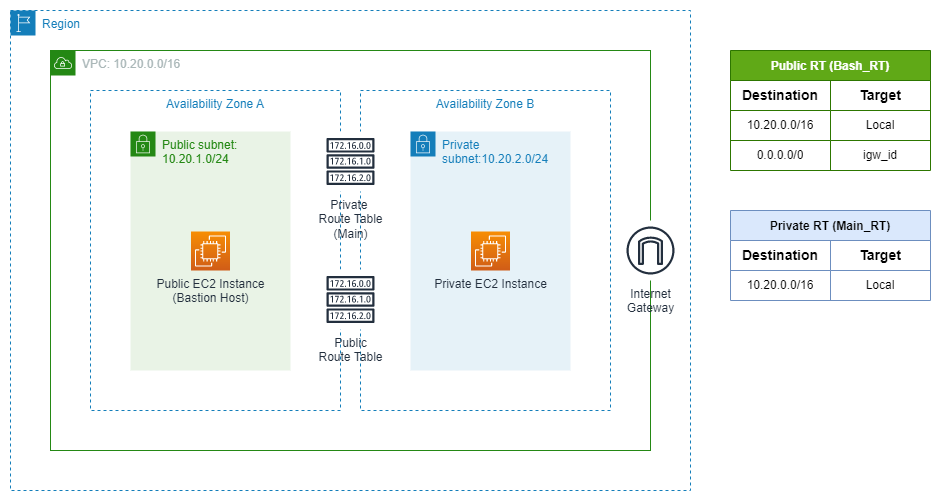 Region
VPC: 10.20.0.0/16
Availability Zone A
Availability Zone B
Public subnet:
10.20.1.0/24
172.16.0.0
172.16.1.0
172.16.2.0
Private
Route Table
(Main)
Private
subnet:10.20.2.0/24
Public EC2 Instance
(Bastion Host)
172.16.0.0
172.16.1.0
172.16.2.0
Public
Route Table
Private EC2 Instance
Internet
Gateway
Public RT (Bash_RT)
Destination Target
10.20.0.0/16 Local
0.0.0.0/0 igw_id
Private RT (Main_RT)
Destination Target
10.20.0.0/16 Local